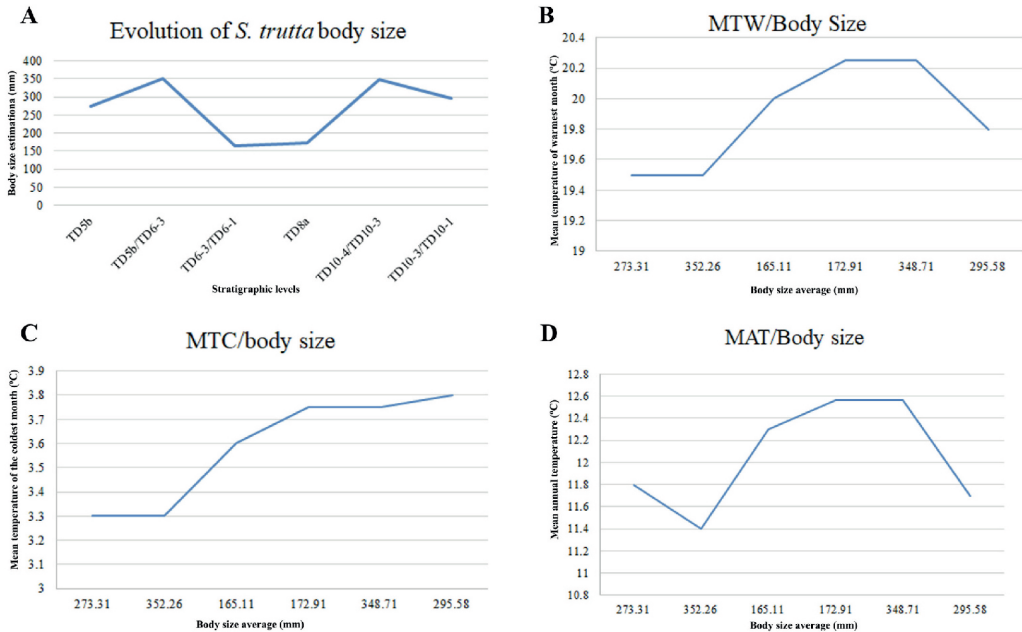 A
Evolution of S. trutta body size
Body size estimationa (mm)
400
350
300
250
200
150
100
50
0
TD5b
TD5b/TD6-3
TD6-3/TD6-1
TD8a
TD10-4/TD10-3
TD10-3/TD10-1
Stratigraphic levels
B
MTW/Body Size
Mean temperature of warmest month (ºC)
20.4
20.2
20
19.8
19.6
19.4
19.2
19
273.31 352.26 165.11 172.91 348.71 295.58
Body size average (mm)
C
MTC/body size
Mean temperature of the coldest month (ºC)
3.9
3.8
3.7
3.6
3.5
3.4
3.3
3.2
3.1
3
273.31 352.26 165.11 172.91 348.71 295.58
Body size average (mm)
D
MAT/Body size
Mean annual temperature (ºC)
12.8
12.6
12.4
12.2
12
11.8
11.6
11.4
11.2
11
10.8
273.31 352.26 165.11 172.91 348.71 295.58
Body size average (mm)